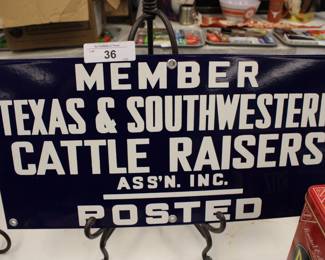 36
MEMBER
TEXAS & SOUTHWESTERN
CATTLE RAISERS
ASS'N. INC.
POSTED